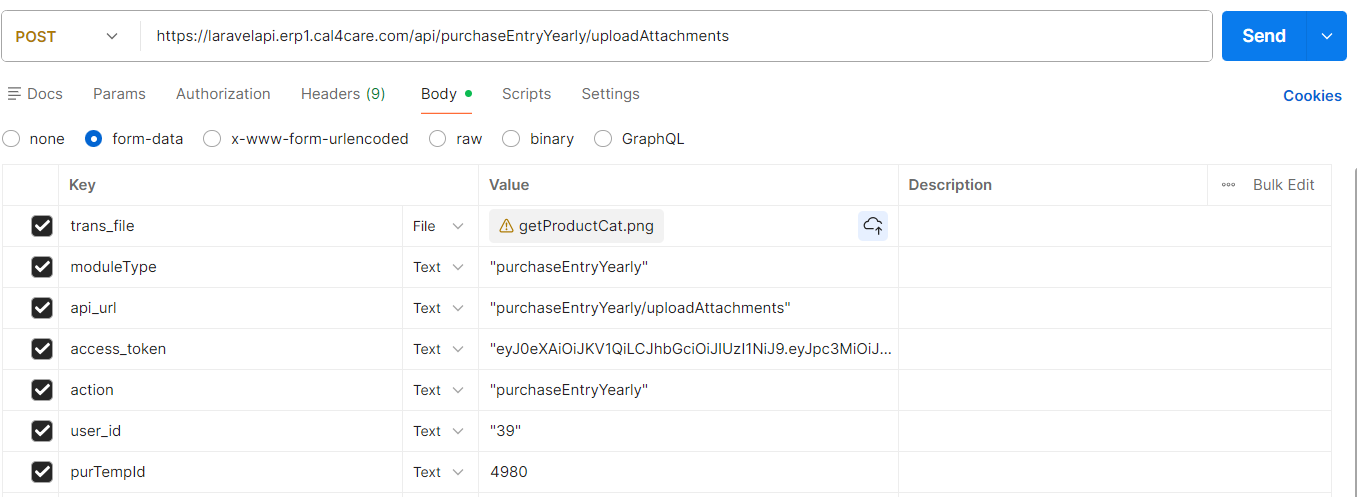 POST https://laravelapi.erp1.cal4care.com/api/purchaseEntryYearly/uploadAttachments Send
Docs Params Authorization Headers (9) Body Scripts Settings Cookies
none form-data x-www-form-urlencoded raw binary GraphQL
Key Value Description Bulk Edit
trans_file File getProductCat.png
moduleType Text "purchaseEntryYearly"
api_url Text "purchaseEntryYearly/uploadAttachments"
access_token Text "eyJ0eXAiOiJKV1QiLCJhbGciOiJIUzI1NiJ9.eyJpc3MiOiJ...
action Text "purchaseEntryYearly"
user_id Text "39"
purTempId Text 4980